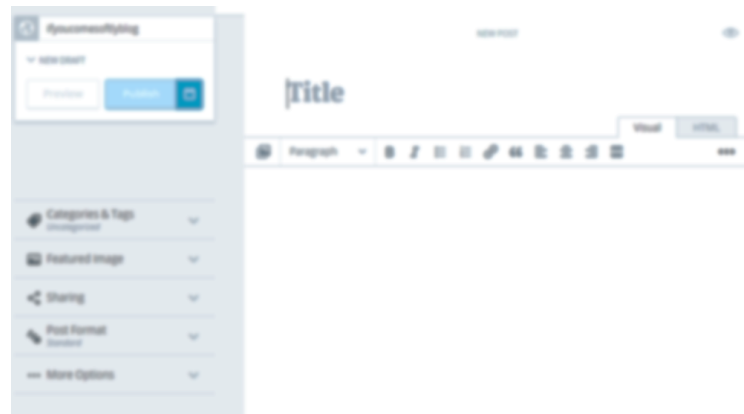 ifyoucomesoftlyblog
NEW DRAFT
Preview
Publish
Categories & Tags
Uncategorized
Featured Image
Sharing
Post Format
Standard
More Options
NEW POST
Title
Visual
HTML
Paragraph
B
I